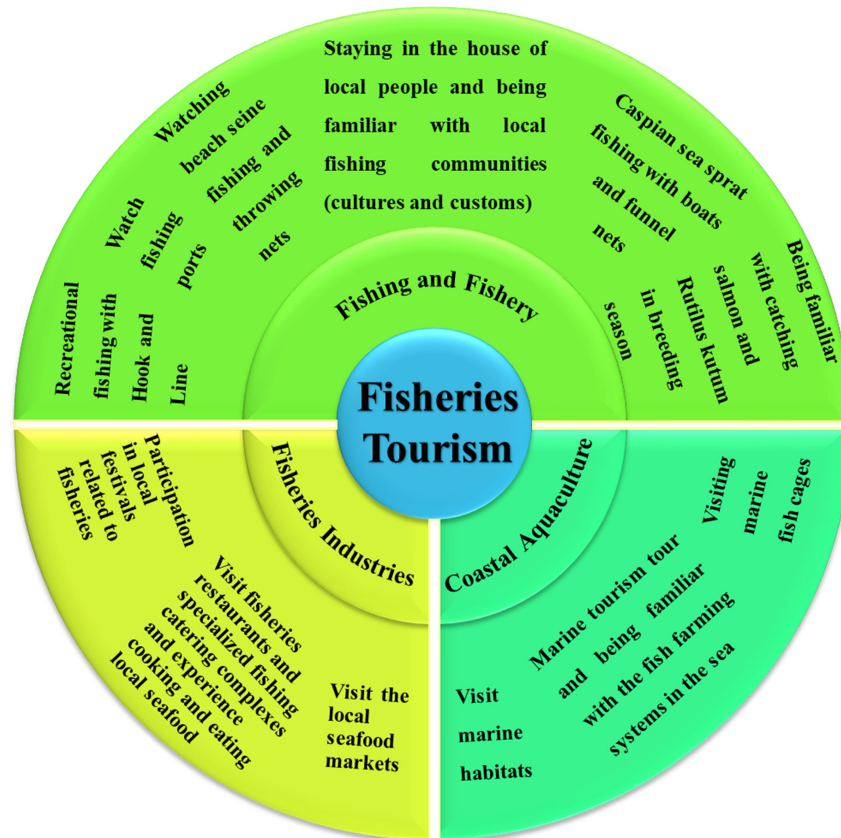 Staying in the house of
local people and being
familiar with local
fishing communities
(cultures and customs)
Watching
beach seine
fishing and
throwing
nets
Watch
fishing
ports
Recreational
fishing with
Hook and
Line
Caspian sea sprat
fishing with boats
and funnel
nets
Being familiar
with catching
salmon and
Rutilus kutum
in breeding
season
Fishing and Fishery
Fisheries
Tourism
Fisheries Industries
Coastal Aquaculture
Participation
in local
festivals
related to
fisheries
Visit fisheries
restaurants and
specialized fishing
catering complexes
and experience
cooking and eating
local seafood
Visit the
local
seafood
markets
Visiting
marine
fish cages
Marine tourism tour
and being familiar
with the fish farming
systems in the sea
Visit
marine
habitats